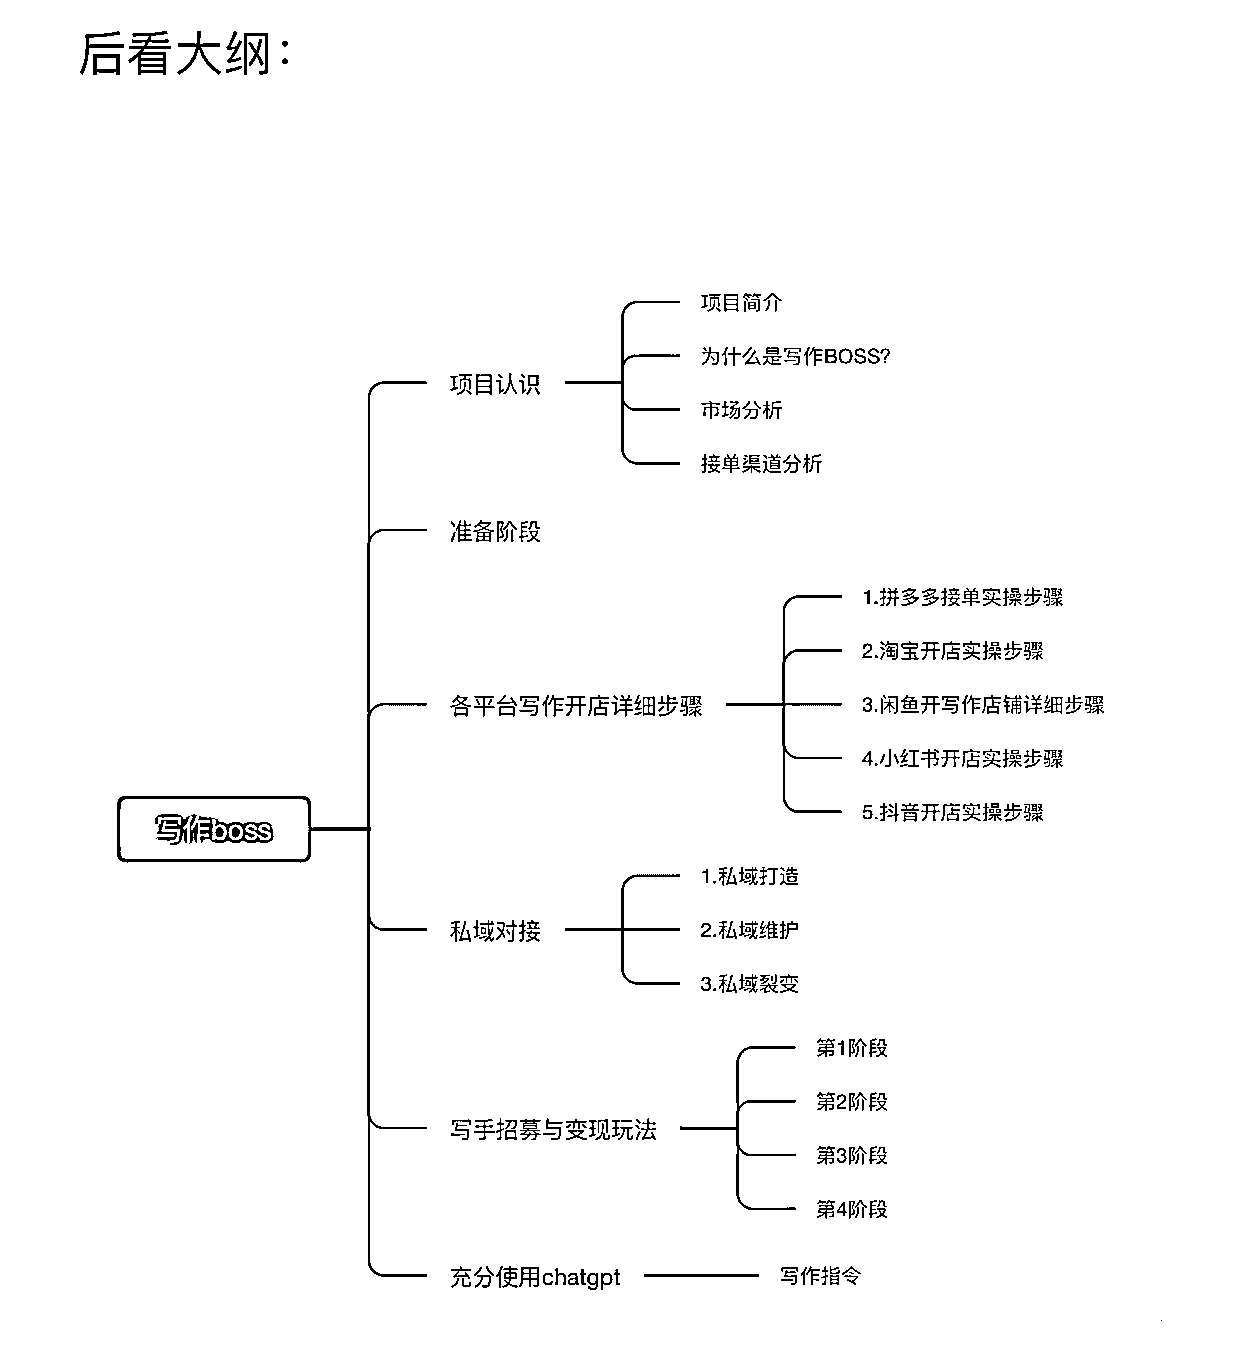 后看大纲：
写作boss
项目认识
项目简介
为什么是写作BOSS?
市场分析
接单渠道分析
准备阶段
各平台写作开店详细步骤
1.拼多多接单实操步骤
2.淘宝开店实操步骤
3.闲鱼开写作店铺详细步骤
4.小红书开店实操步骤
5.抖音开店实操步骤
私域对接
1.私域打造
2.私域维护
3.私域裂变
写手招募与变现玩法
第1阶段
第2阶段
第3阶段
第4阶段
充分使用chatgpt
写作指令